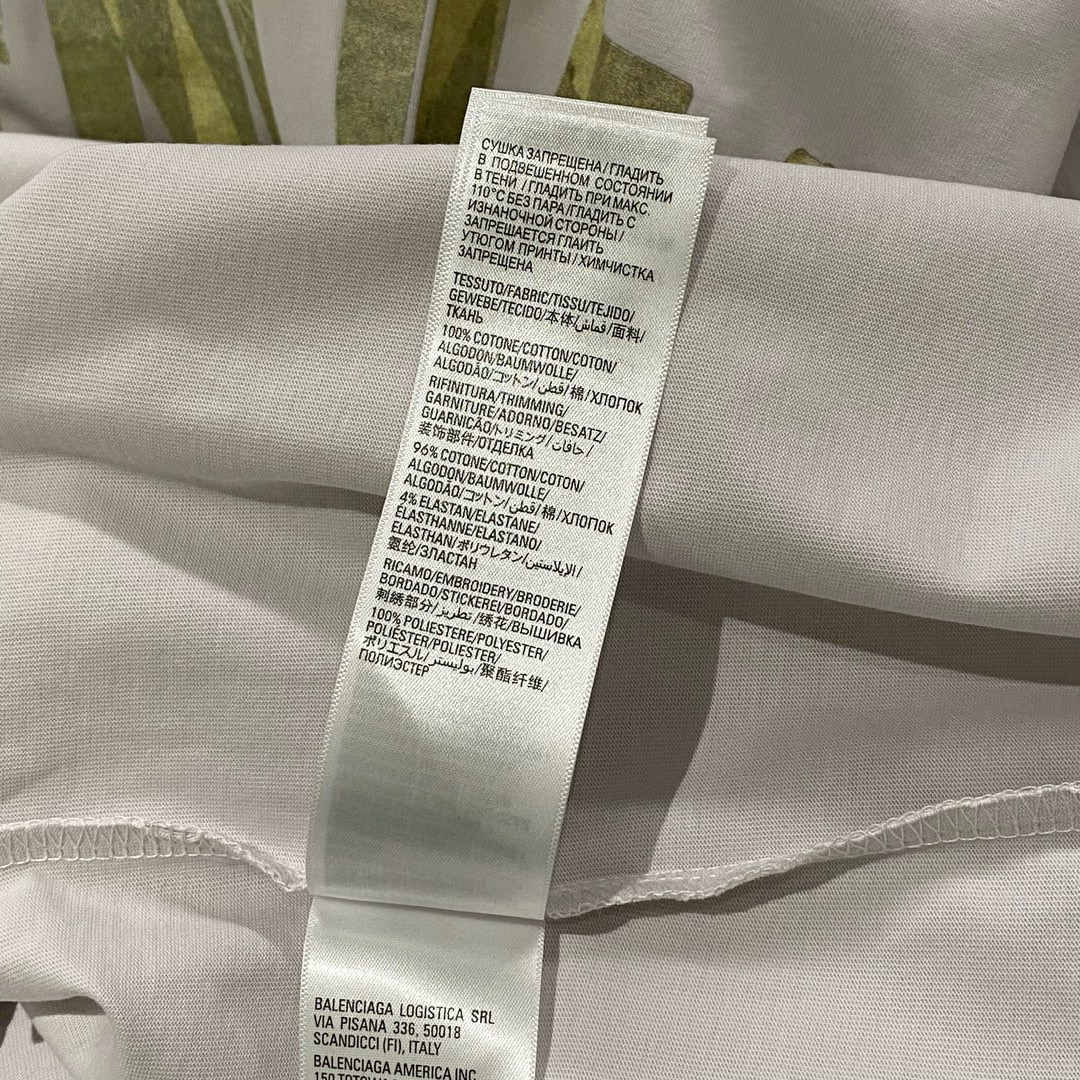 СУШКА ЗАПРЕЩЕНА/ГЛАДИТЬ
В ПОДВЕШЕННОМ СОСТОЯНИИ
В ТЕНИ / ГЛАДИТЬ ПРИ МАКС.
110°C БЕЗ ПАРА/ГЛАДИТЬ С
ИЗНАНОЧНОЙ СТОРОНЫ/
ЗАПРЕЩАЕТСЯ ГЛАИТЬ
УТЮГОМ ПРИНТЫ/ХИМЧИСТКА
ЗАПРЕЩЕНА
TESSUTO/FABRIC/TISSU/TEJIDO/
GEWEBE/TECIDO/本体/قماش/面料/
ТКАНЬ
100% COTONE/COTTON/COTON/
ALGODON/BAUMWOLLE/
ALGODÃO/コットン/قطن/棉/ХЛОПОК
RIFINITURA/TRIMMING/
GARNITURE/ADORNO/BESATZ/
GUARNICÃO/トリミング/حافان/
装饰部件/ОТДЕЛКА
96% COTONE/COTTON/COTON/
ALGODON/BAUMWOLLE/
ALGODÃO/コットン/قطن/棉/ХЛОПОК
4% ELASTAN/ELASTANE/
ÉLASTHANNE/ELASTANO/
ELASTHAN/ポリウレタン/الإيلاستين/
氨纶/ЭЛАСТАН
RICAMO/EMBROIDERY/BRODERIE/
BORDADO/STICKEREI/BORDADO/
刺绣部分/تطريز/绣花/ВЫШИВКА
100% POLIESTERE/POLYESTER/
POLIÉSTER/POLIESTER/
ポリエスル/بوليستر/聚酯纤维/
ПОЛИЭСТЕР
BALENCIAGA LOGISTICA SRL
VIA PISANA 336, 50018
SCANDICCI (FI), ITALY
BALENCIAGA AMERICA INC.
150 TOTOWA